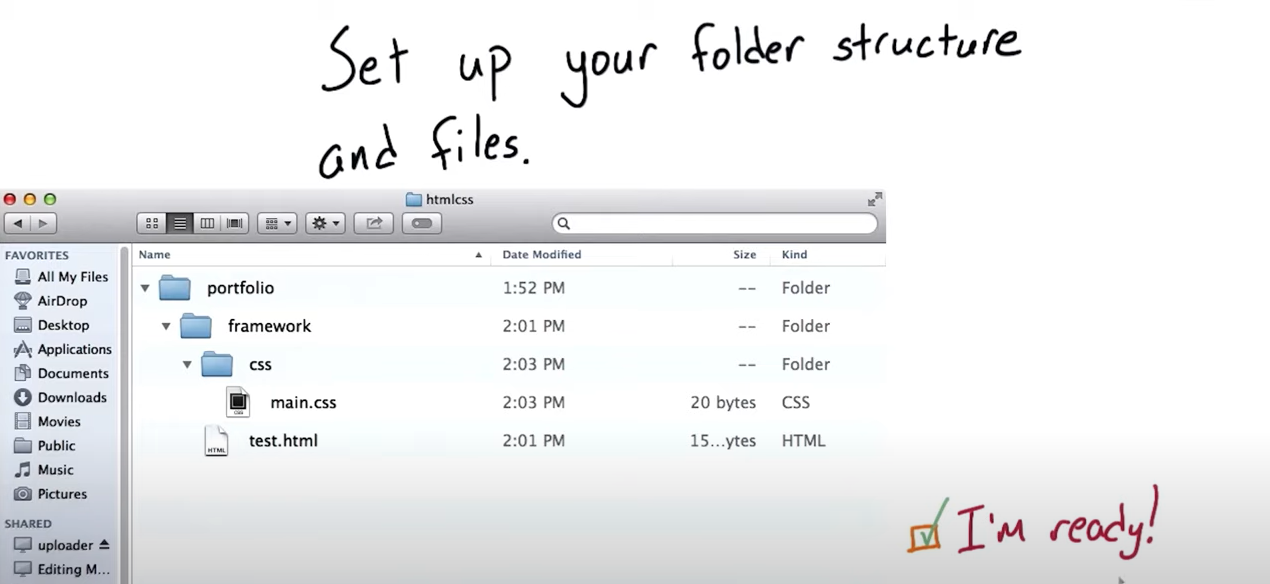 Set up your folder structure
and files.
htmlcss
FAVORITES
All My Files
AirDrop
Desktop
Applications
Documents
Downloads
Movies
Public
Music
Pictures
SHARED
uploader
Editing M...
Name Date Modified Size Kind
portfolio 1:52 PM -- Folder
framework 2:01 PM -- Folder
css 2:03 PM -- Folder
main.css 2:03 PM 20 bytes CSS
test.html 2:01 PM 15...ytes HTML
I'm ready!